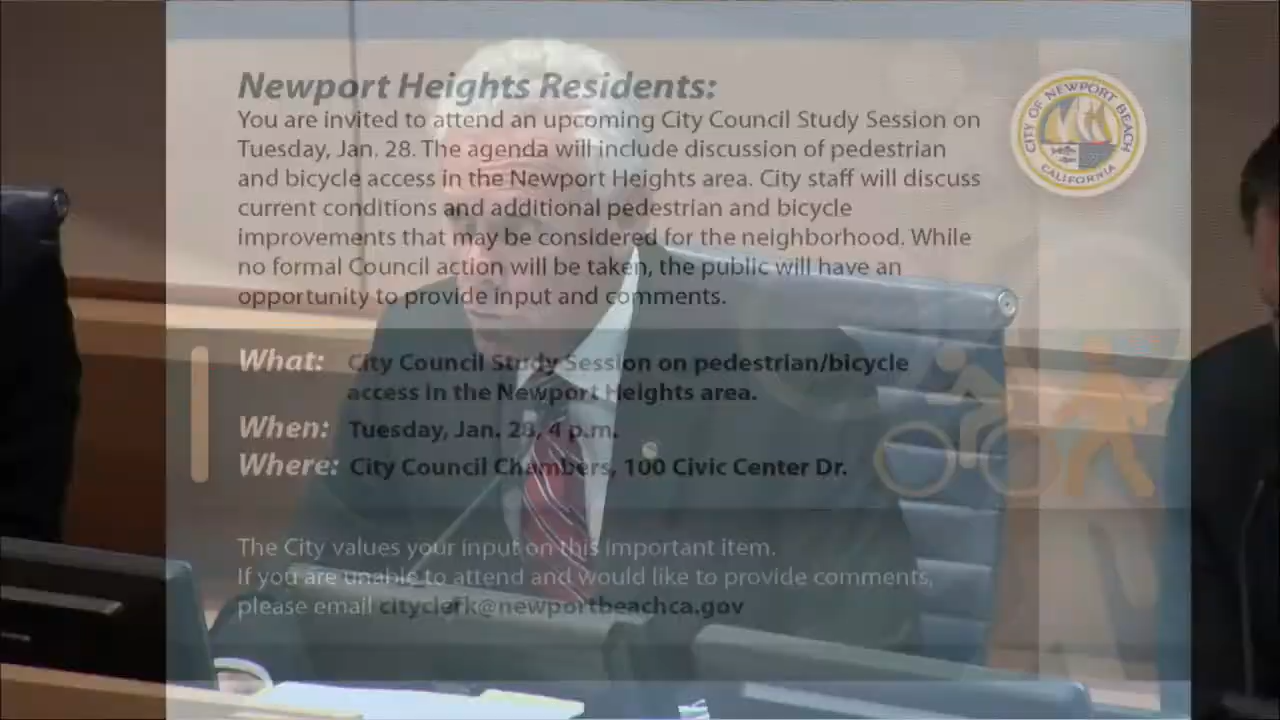 Newport Heights Residents:
You are invited to attend an upcoming City Council Study Session on
Tuesday, Jan. 28. The agenda will include discussion of pedestrian
and bicycle access in the Newport Heights area. City staff will discuss
current conditions and additional pedestrian and bicycle
improvements that may be considered for the neighborhood. While
no formal Council action will be taken, the public will have an
opportunity to provide input and comments.
CITY OF NEWPORT BEACH
CALIFORNIA
What: City Council Study Session on pedestrian/bicycle
access in the Newport Heights area.
When: Tuesday, Jan. 28, 4 p.m.
Where: City Council Chambers, 100 Civic Center Dr.
The City values your input on this important item.
If you are unable to attend and would like to provide comments,
please email cityclerk@newportbeachca.gov